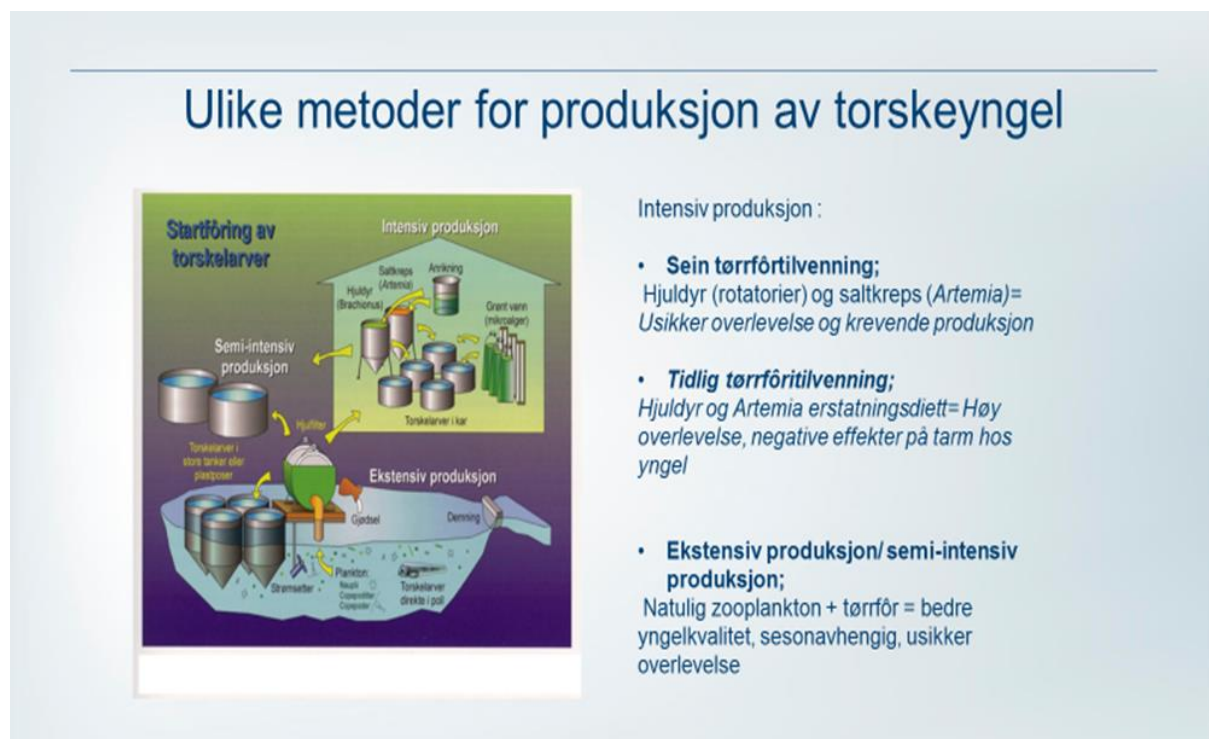 Ulike metoder for produksjon av torskeyngel
Startfôring av
torskelarver
Intensiv produksjon
Saltkreps
(Artemia)
Anrikning
Hjuldyr
(Brachionus)
Grønt vann
(mikroalger)
Torskelarver i kar
Semi-intensiv
produksjon
Hjulfilter
Torskelarver i
store tanker eller
plastposer
Ekstensiv produksjon
Gjødsel
Demning
Strømsetter
Plankton:
Nauplii
Copepoditter
Copepoder
Torskelarver
direkte i poll
Intensiv produksjon :
• Sein tørrfôrtilvenning;
Hjuldyr (rotatorier) og saltkreps (Artemia)=
Usikker overlevelse og krevende produksjon
• Tidlig tørrfôritilvenning;
Hjuldyr og Artemia erstatningsdiett= Høy
overlevelse, negative effekter på tarm hos
yngel
• Ekstensiv produksjon/ semi-intensiv
produksjon;
Natulig zooplankton + tørrfôr = bedre
yngelkvalitet, sesonavhengig, usikker
overlevelse